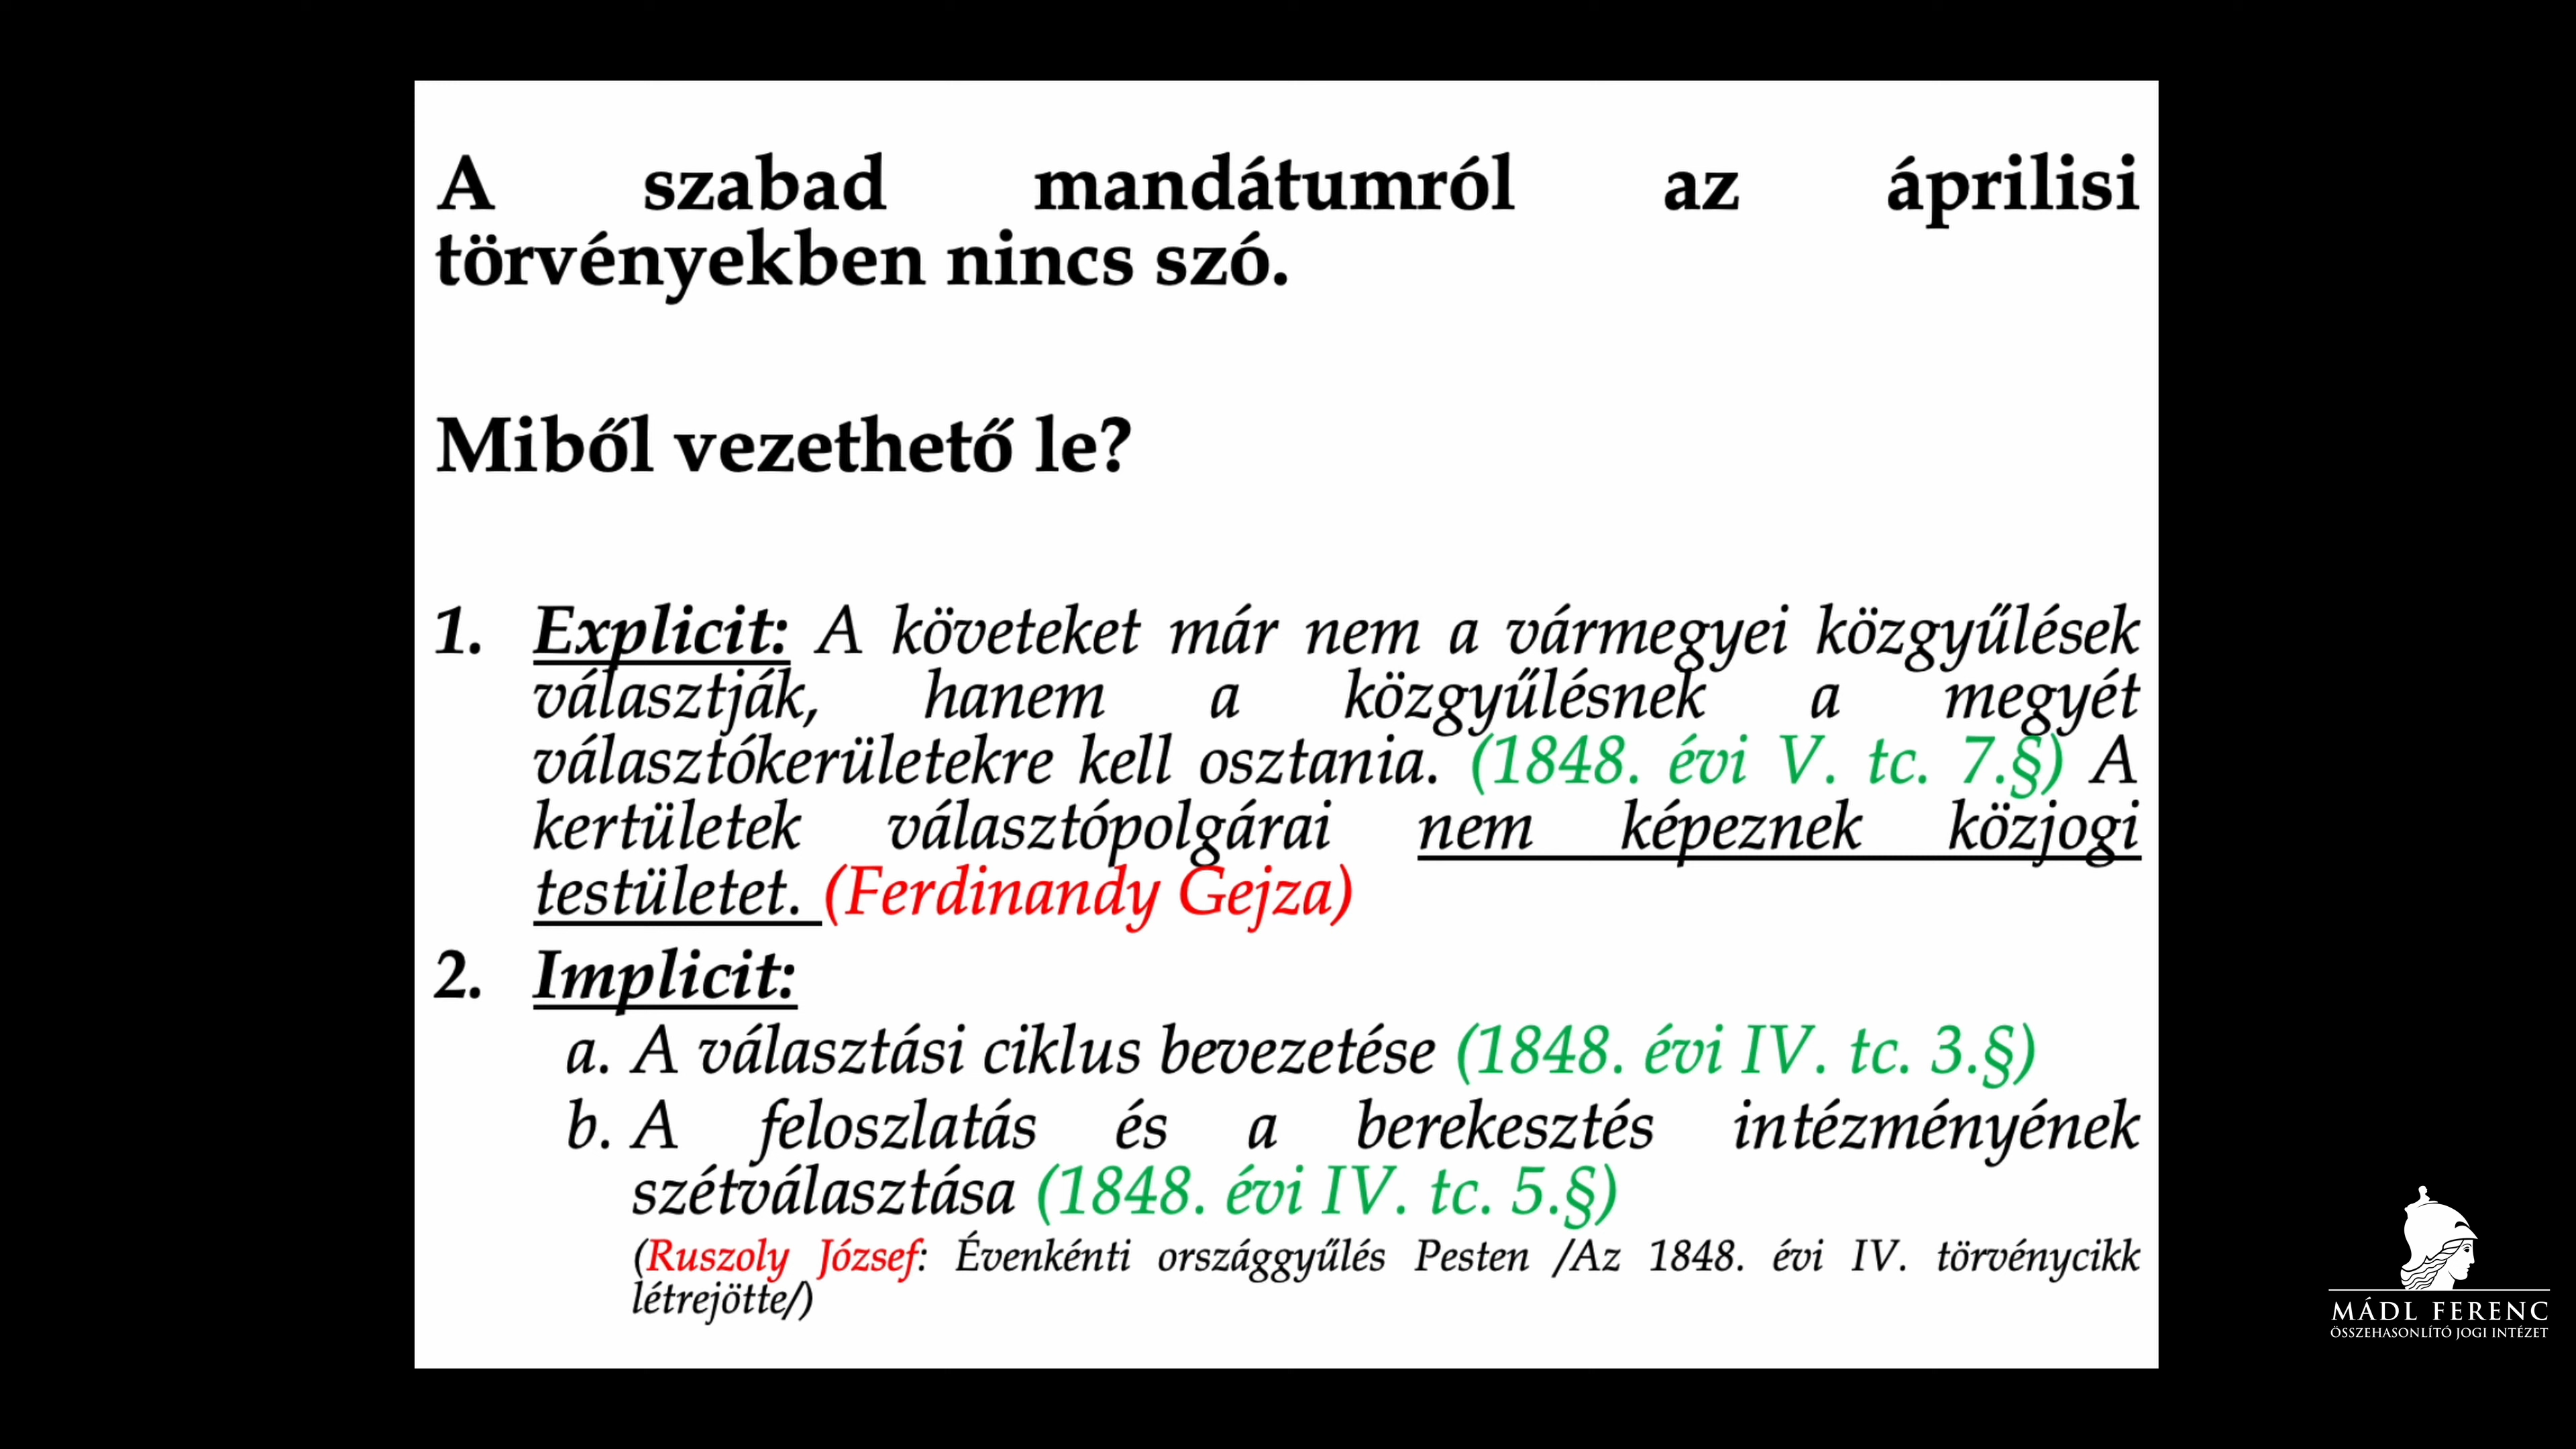 A szabad mandátumról az áprilisi
törvényekben nincs szó.
Miből vezethető le?
1. Explicit: A követeket már nem a vármegyei közgyűlések
választják, hanem a közgyűlésnek a megyét
választókerületekre kell osztania. (1848. évi V. tc. 7.§) A
kertületek választópolgárai nem képeznek közjogi
testületet. (Ferdinandy Gejza)
2. Implicit:
a. A választási ciklus bevezetése (1848. évi IV. tc. 3.§)
b. A feloszlatás és a berekesztés intézményének
szétválasztása (1848. évi IV. tc. 5.§)
(Ruszoly József: Évenkénti országgyűlés Pesten /Az 1848. évi IV. törvénycikk
létrejötte/)
MÁDL FERENC
ÖSSZEHASONLÍTÓ JOGI INTÉZET